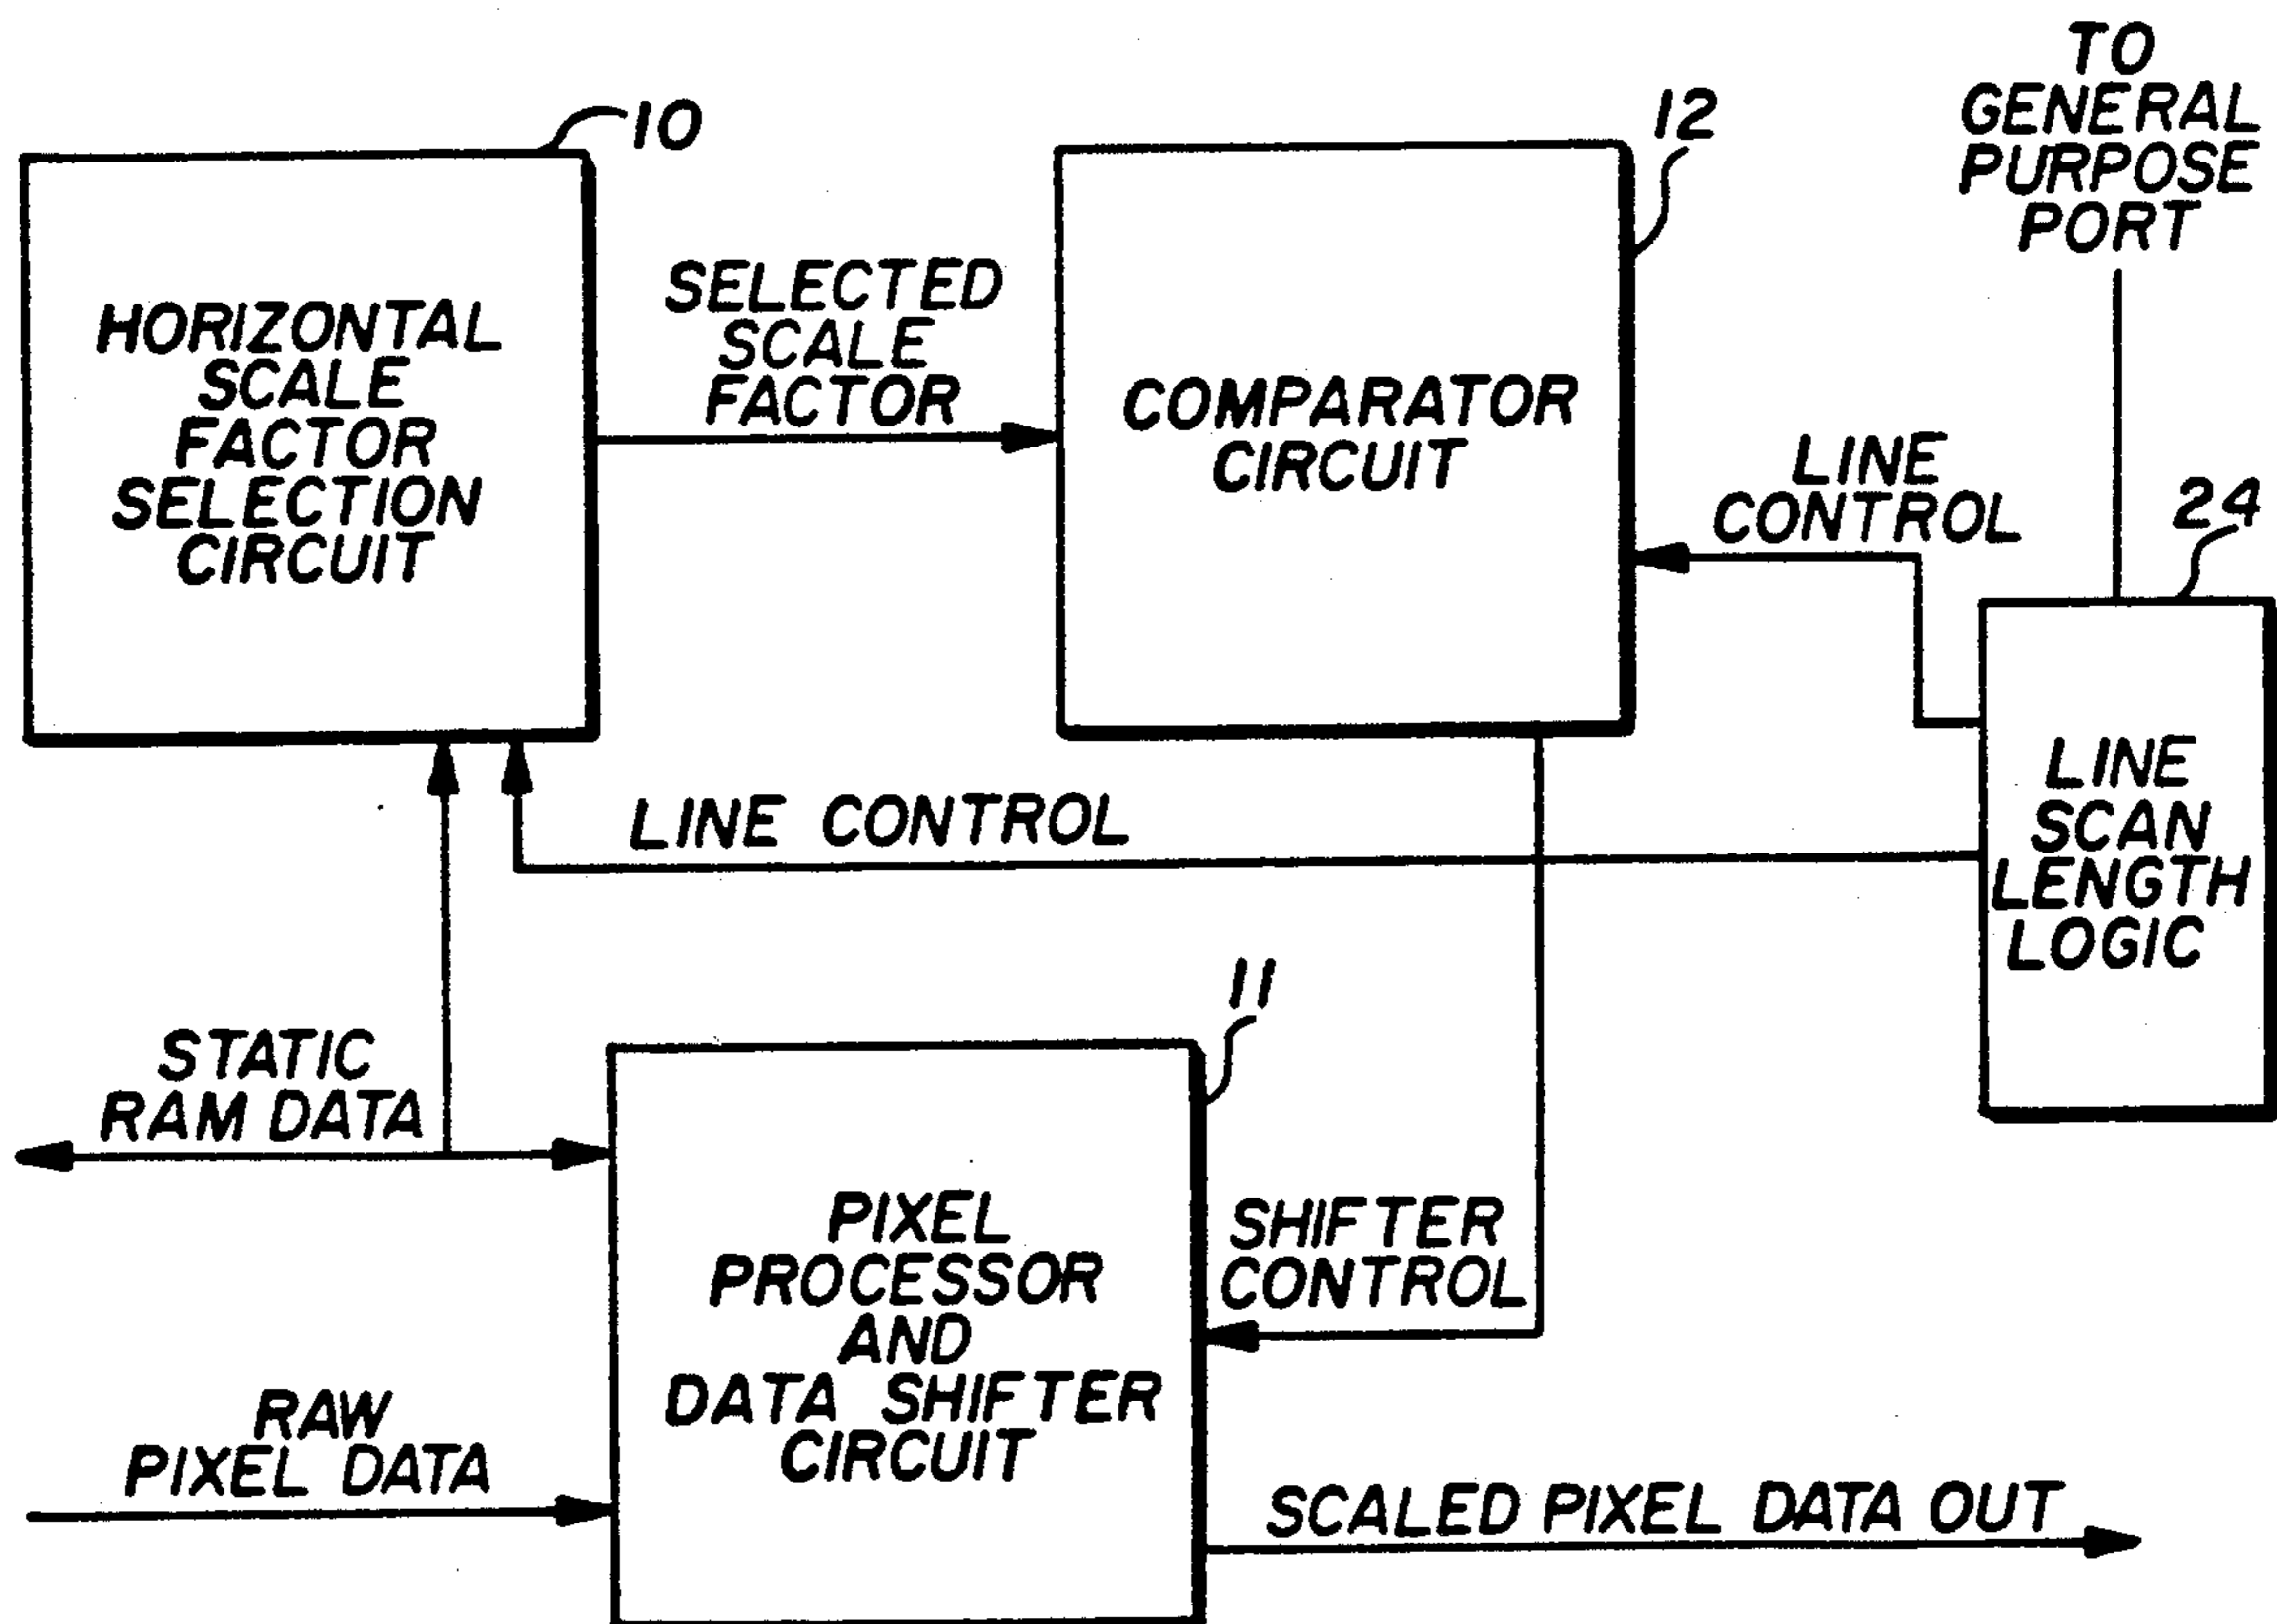 TO
GENERAL
PURPOSE
PORT
10
12
HORIZONTAL
SCALE
FACTOR
SELECTION
CIRCUIT
SELECTED
SCALE
FACTOR
COMPARATOR
CIRCUIT
LINE
CONTROL
24
LINE CONTROL
LINE
SCAN
LENGTH
LOGIC
11
STATIC
RAM DATA
PIXEL
PROCESSOR
AND
DATA SHIFTER
CIRCUIT
SHIFTER
CONTROL
RAW
PIXEL DATA
SCALED PIXEL DATA OUT